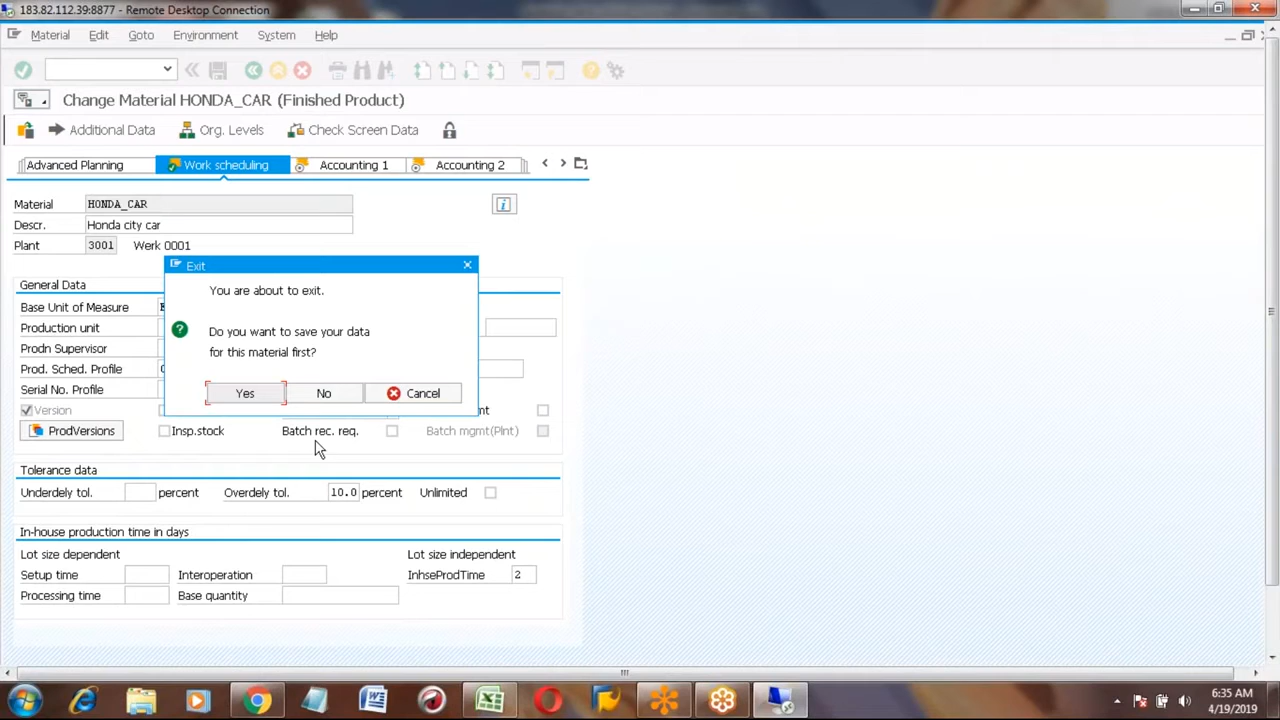 183.82.112.39:8877 - Remote Desktop Connection
Material Edit Goto Environment System Help
Change Material HONDA_CAR (Finished Product)
Additional Data Org. Levels Check Screen Data
Advanced Planning Work scheduling Accounting 1 Accounting 2
Material HONDA_CAR
Descr. Honda city car
Plant 3001 Werk 0001
Exit
You are about to exit.
Do you want to save your data
for this material first?
Yes No Cancel
General Data
Base Unit of Measure
Production unit
Prodn Supervisor
Prod. Sched. Profile
Serial No. Profile
Version
ProdVersions Insp.stock Batch rec. req. Batch mgmt(Plnt)
Tolerance data
Underdely tol. percent Overdely tol. 10.0 percent Unlimited
In-house production time in days
Lot size dependent Lot size independent
Setup time Interoperation InhseProdTime 2
Processing time Base quantity
6:35 AM
4/19/2019